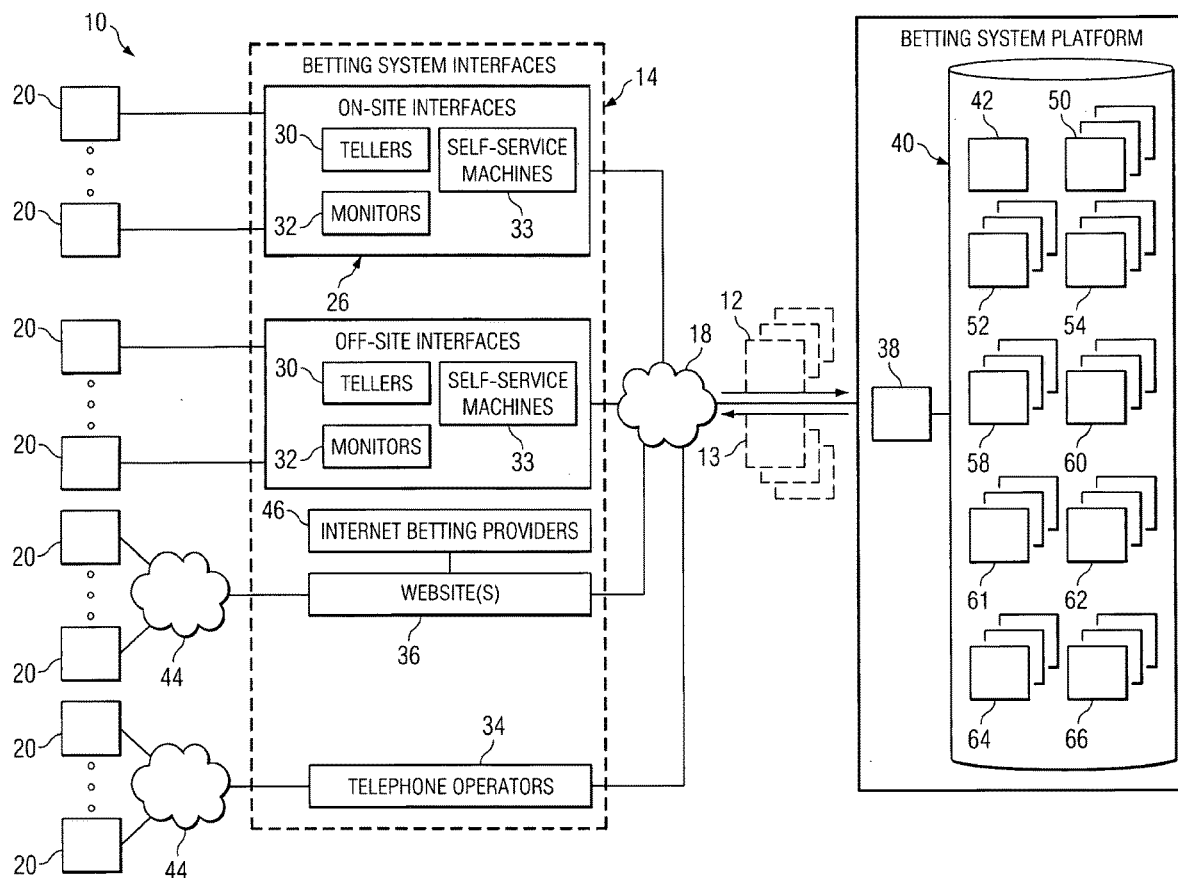 10
BETTING SYSTEM PLATFORM
BETTING SYSTEM INTERFACES
14
20
ON-SITE INTERFACES
30
TELLERS
SELF-SERVICE
MACHINES
20
32
MONITORS
33
26
42
50
40
52
54
20
OFF-SITE INTERFACES
30
TELLERS
SELF-SERVICE
MACHINES
20
32
MONITORS
33
18
12
13
38
58
60
46
INTERNET BETTING PROVIDERS
20
WEBSITE(S)
20
44
36
61
62
20
34
TELEPHONE OPERATORS
20
44
64
66